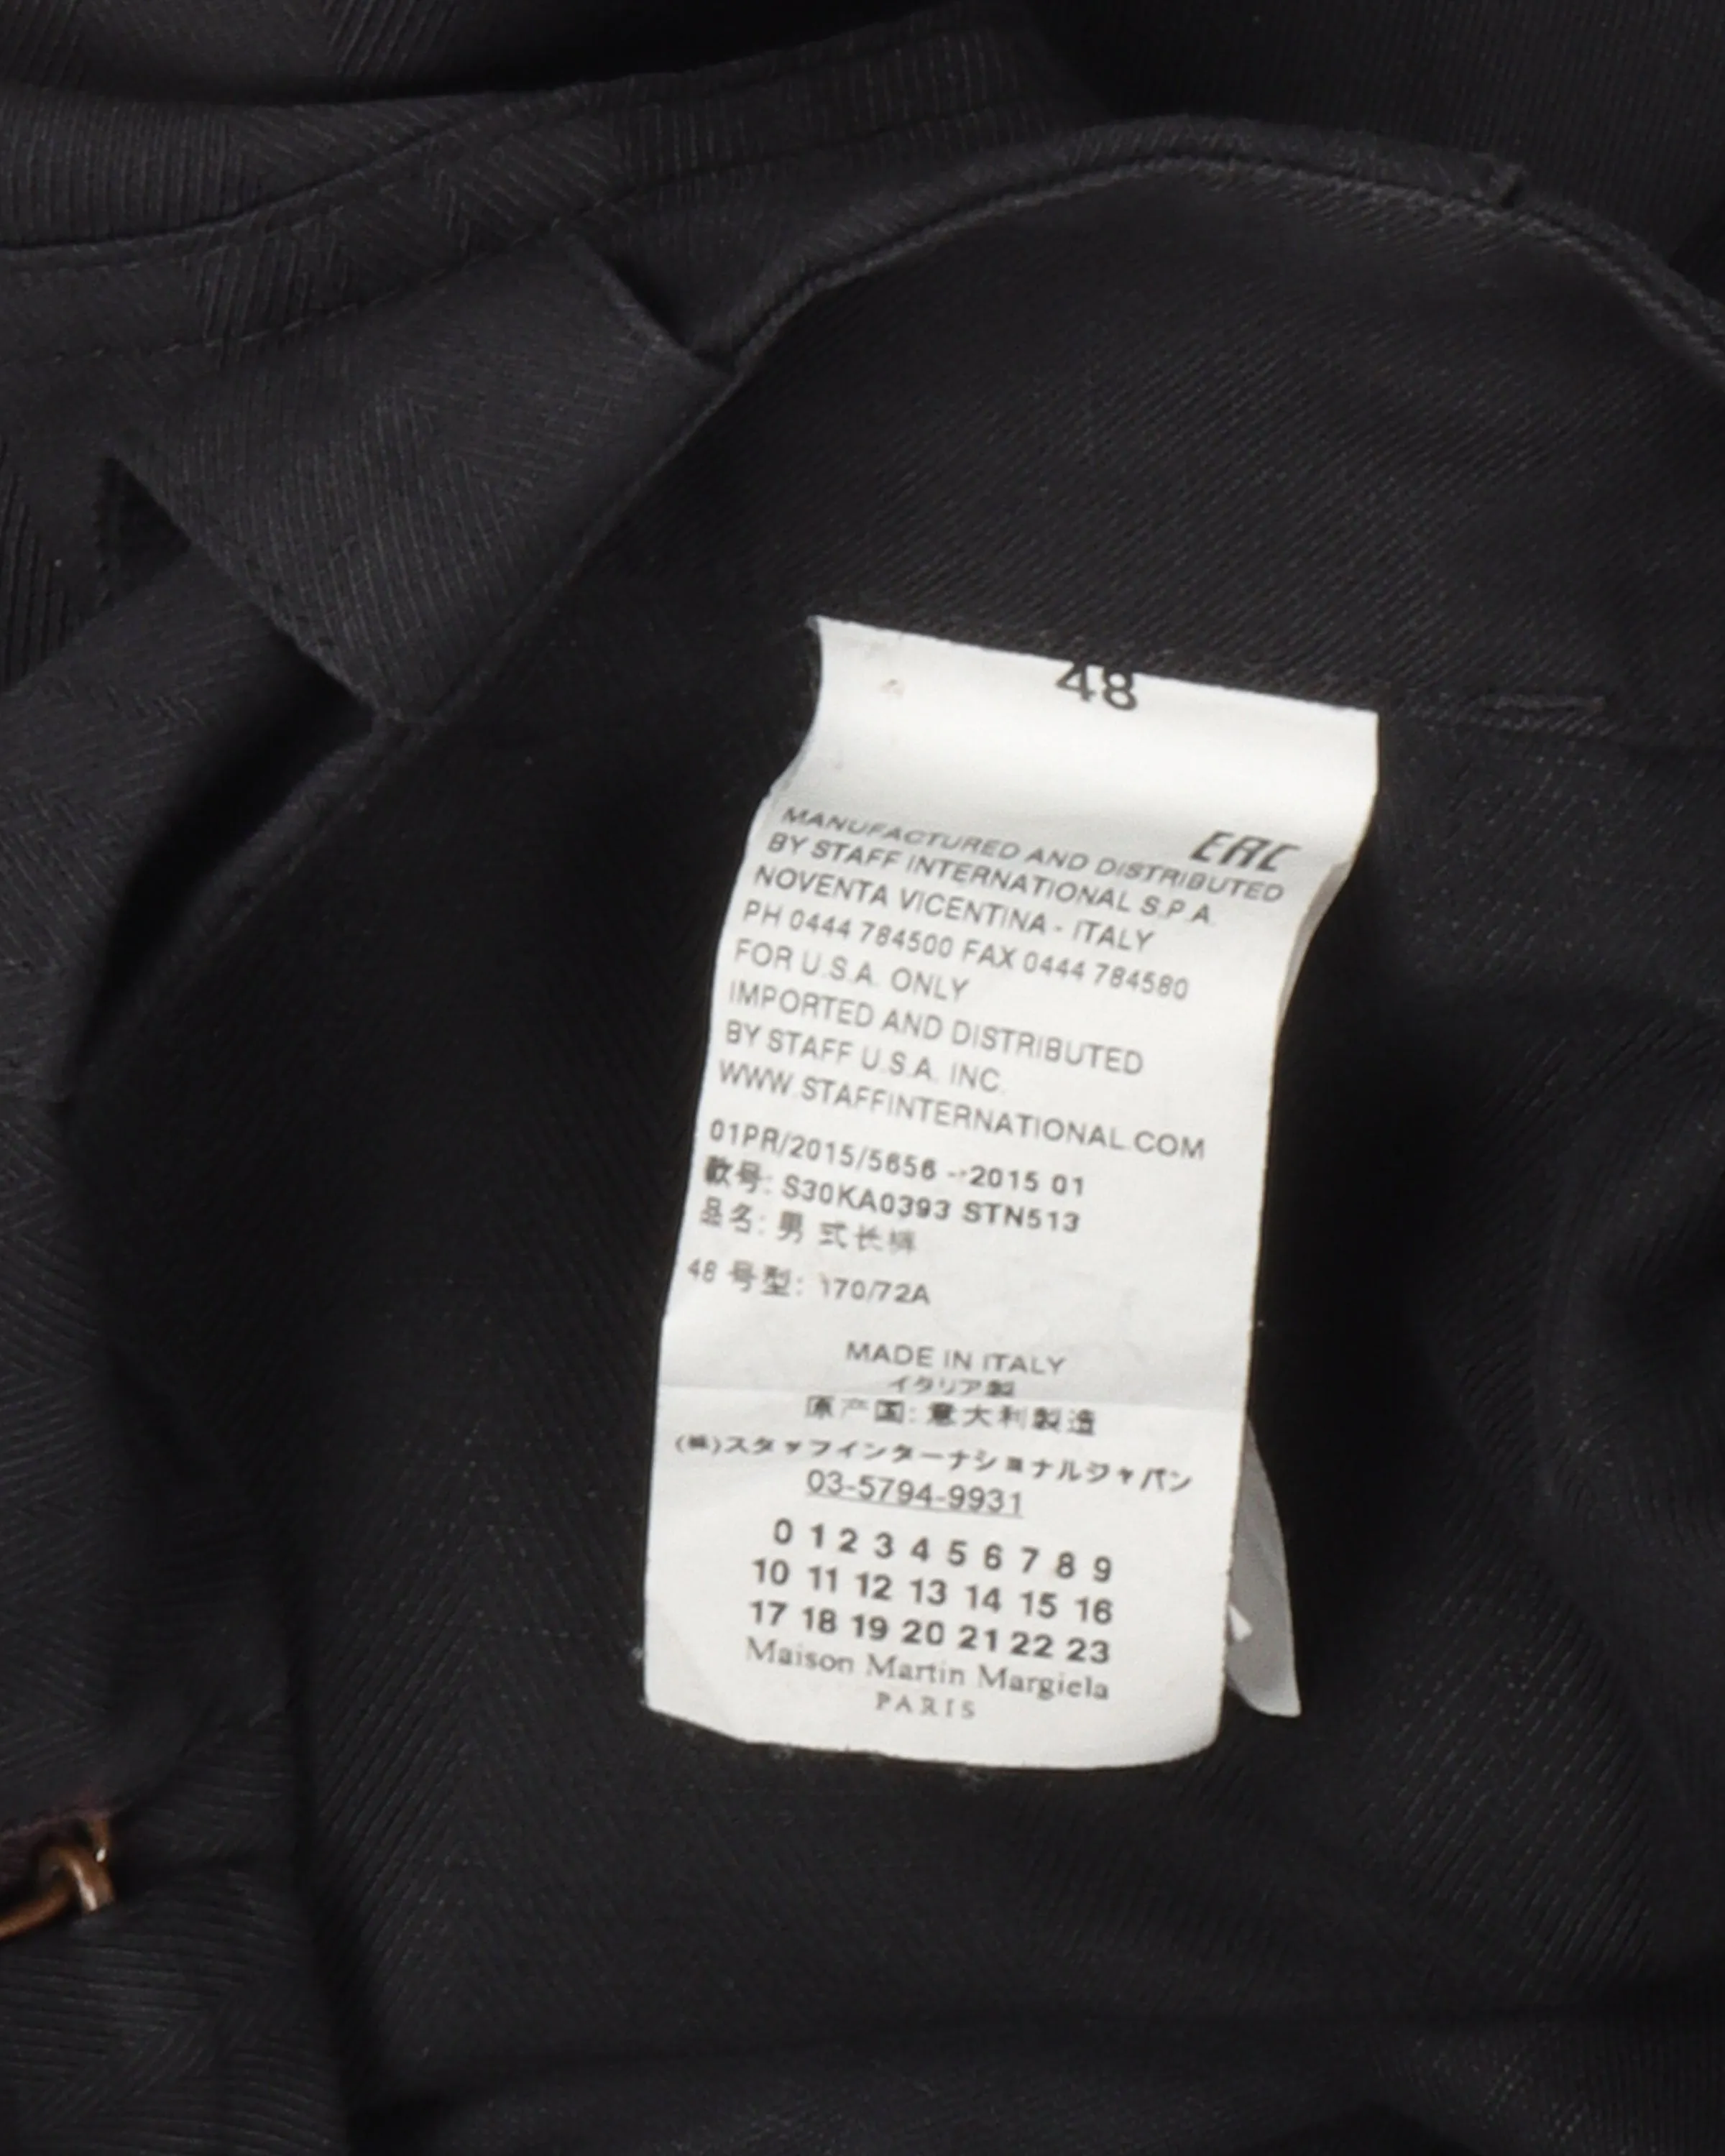 48
EAC
MANUFACTURED AND DISTRIBUTED
BY STAFF INTERNATIONAL S.P.A.
NOVENTA VICENTINA - ITALY
PH 0444 784500 FAX 0444 784580
FOR U.S.A. ONLY
IMPORTED AND DISTRIBUTED
BY STAFF U.S.A. INC.
WWW.STAFFINTERNATIONAL.COM
01PR/2015/5656 --2015 01
款号: S30KA0393 STN513
品名: 男 式长裤
48 号型: 170/72A
MADE IN ITALY
イタリア製
原产国: 意大利製造
(株)スタッフインターナショナルジャパン
03-5794-9931
0 1 2 3 4 5 6 7 8 9
10 11 12 13 14 15 16
17 18 19 20 21 22 23
Maison Martin Margiela
PARIS